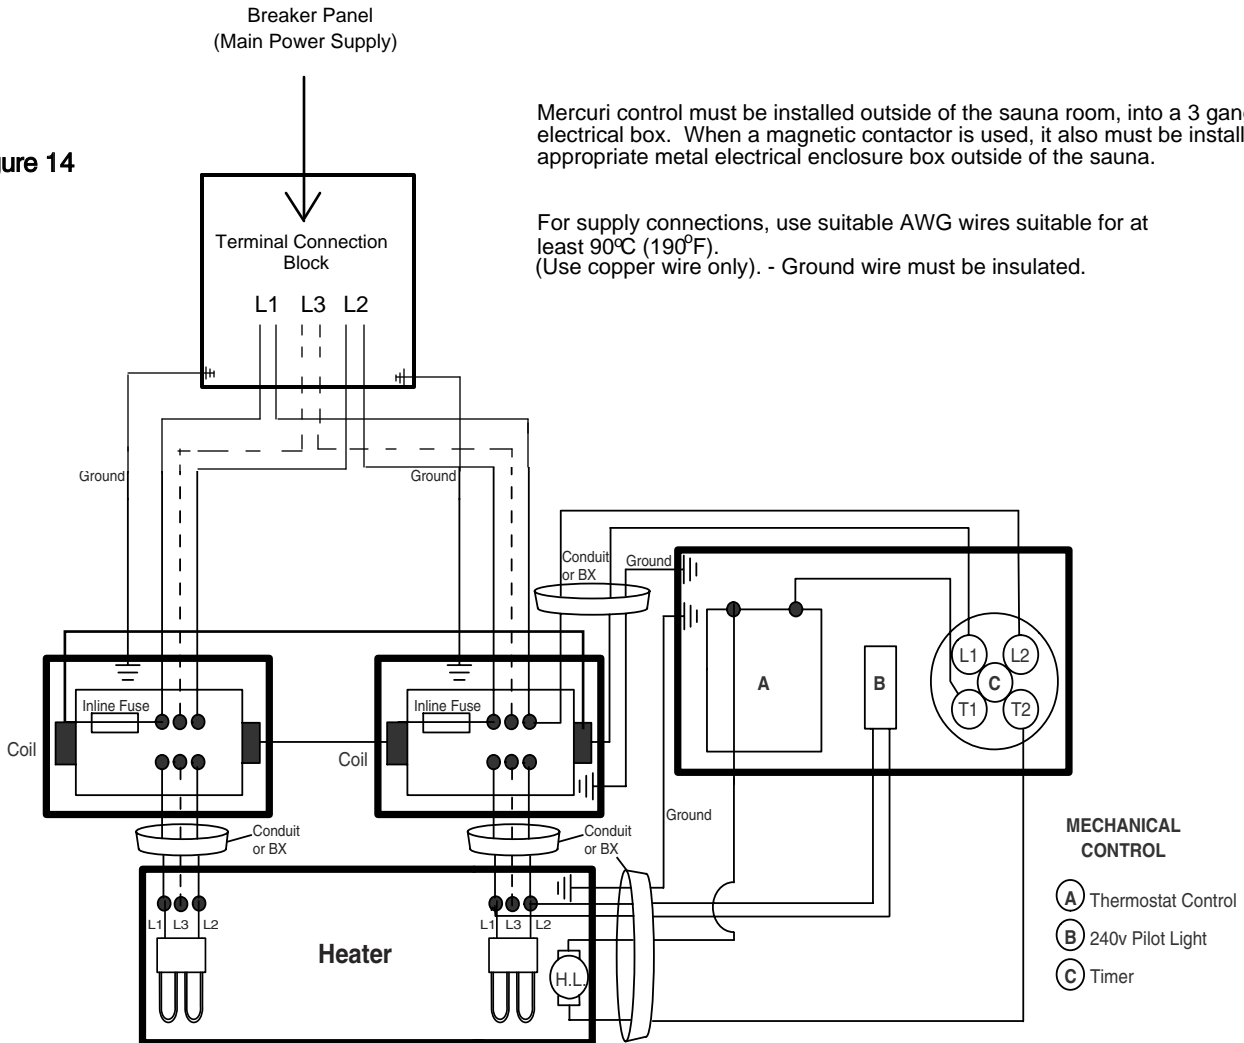 Breaker Panel
(Main Power Supply)
Mercuri control must be installed outside of the sauna room, into a 3 gang
electrical box. When a magnetic contactor is used, it also must be install
appropriate metal electrical enclosure box outside of the sauna.
gure 14
For supply connections, use suitable AWG wires suitable for at
least 90ºC (190°F).
(Use copper wire only). - Ground wire must be insulated.
Terminal Connection
Block
L1 L3 L2
Ground
Ground
Conduit
or BX
Ground
L1 L2
A
B
C
T1 T2
Inline Fuse
Inline Fuse
Coil
Coil
Ground
Conduit
or BX
Conduit
or BX
MECHANICAL
CONTROL
A Thermostat Control
B 240v Pilot Light
C Timer
L1 L3 L2
L1 L3 L2
Heater
H.L.